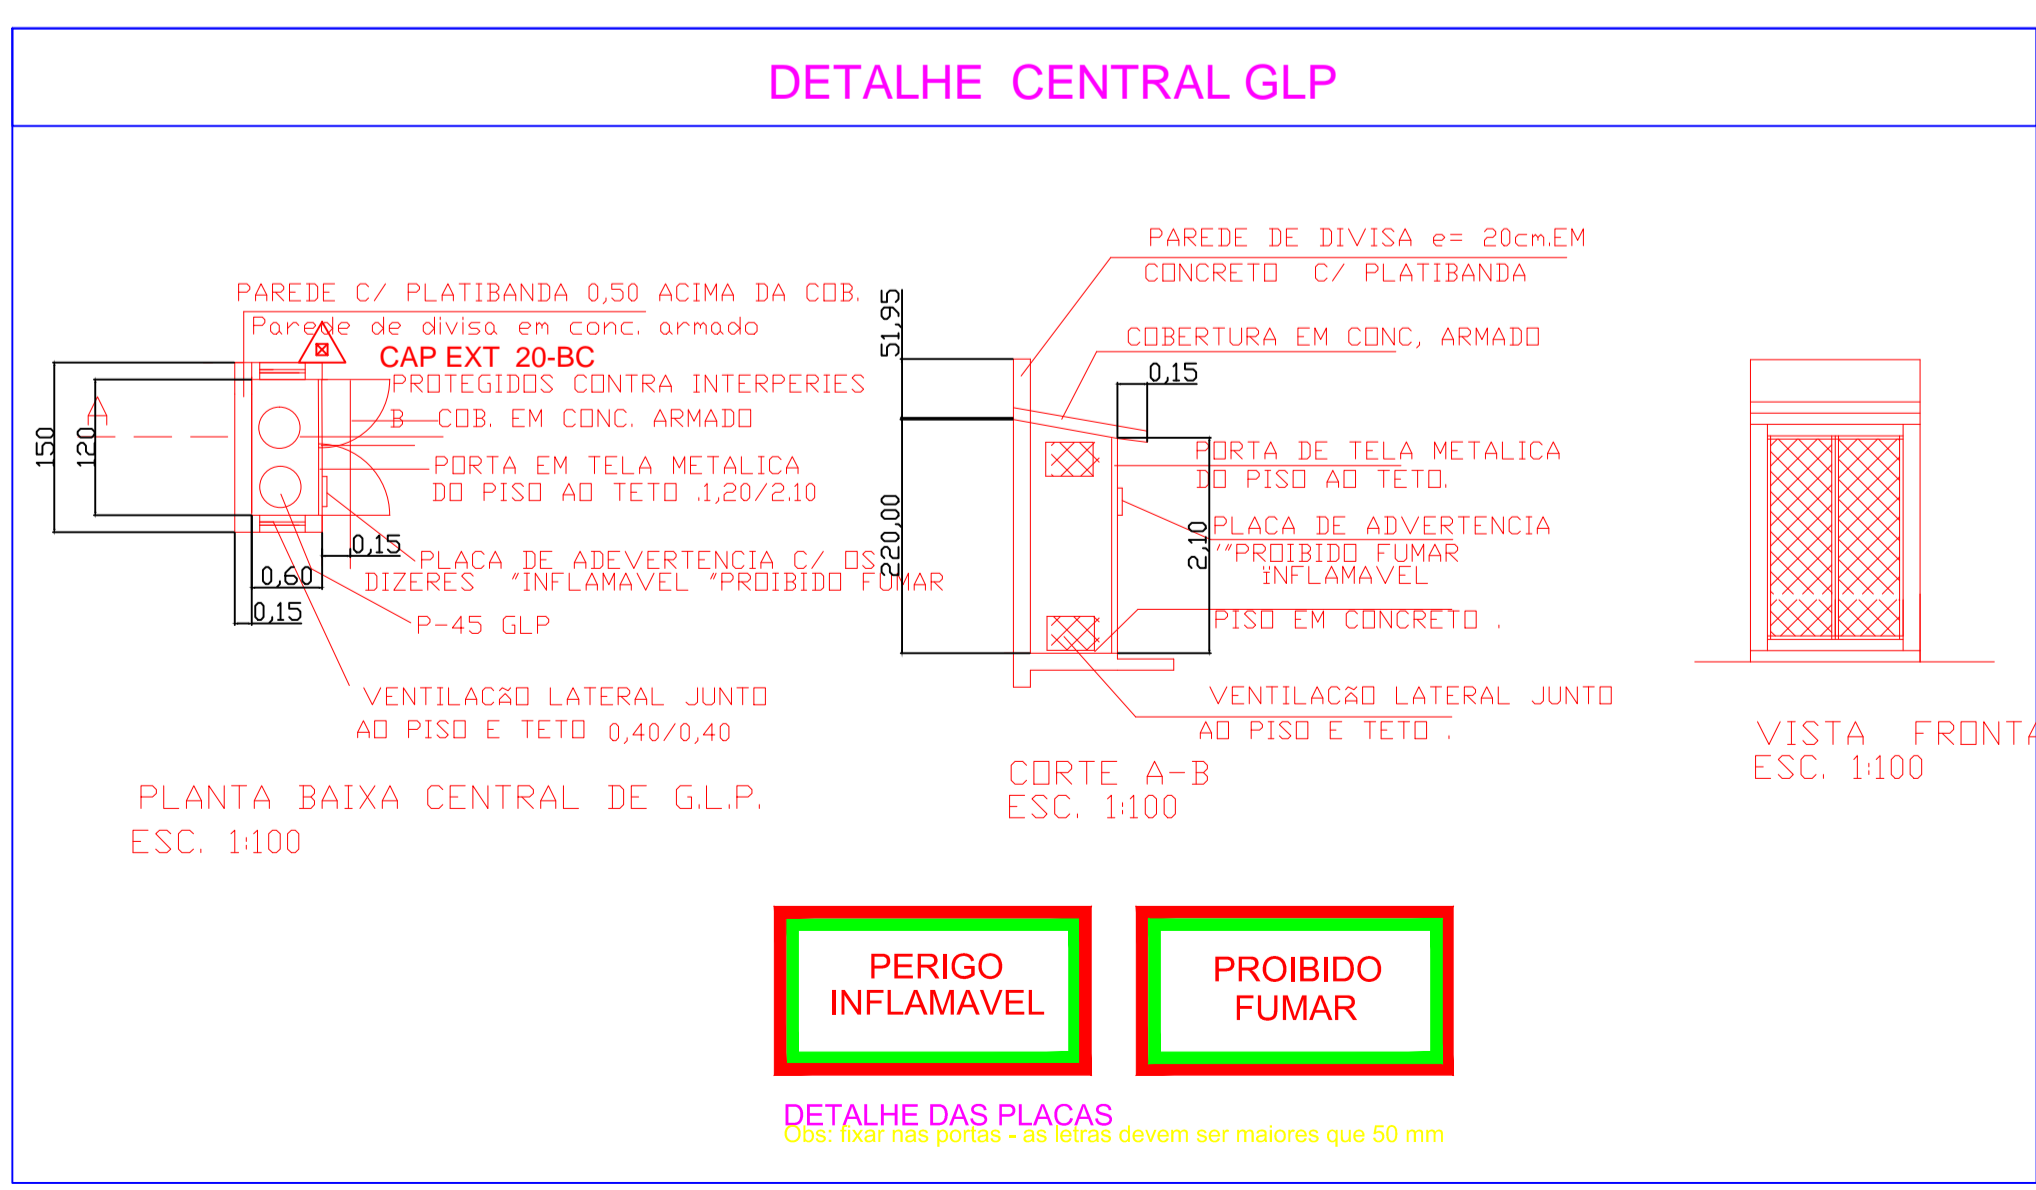 DETALHE CENTRAL GLP
PAREDE C/ PLATIBANDA 0,50 ACIMA DA COB.
Parede de divisa em conc. armado
CAP EXT 20-BC
PROTEGIDOS CONTRA INTERPERIES
A
B
COB. EM CONC. ARMADO
150
120
PORTA EM TELA METALICA
DO PISO AO TETO .1,20/2.10
0,15
PLACA DE ADEVERTENCIA C/ OS
DIZERES "INFLAMAVEL "PROIBIDO FUMAR
0,60
0,15
P-45 GLP
VENTILACãO LATERAL JUNTO
AO PISO E TETO 0,40/0,40
PLANTA BAIXA CENTRAL DE G.L.P.
ESC. 1:100
PAREDE DE DIVISA e= 20cm.EM
CONCRETO C/ PLATIBANDA
51,95
COBERTURA EM CONC, ARMADO
0,15
PORTA DE TELA METALICA
DO PISO AO TETO.
220,00
2,10
PLACA DE ADVERTENCIA
'"PROIBIDO FUMAR
"INFLAMAVEL
PISO EM CONCRETO .
VENTILACãO LATERAL JUNTO
AO PISO E TETO .
CORTE A-B
ESC. 1:100
VISTA FRONTA
ESC. 1:100
PERIGO
INFLAMAVEL
PROIBIDO
FUMAR
DETALHE DAS PLACAS
Obs: fixar nas portas - as letras devem ser maiores que 50 mm